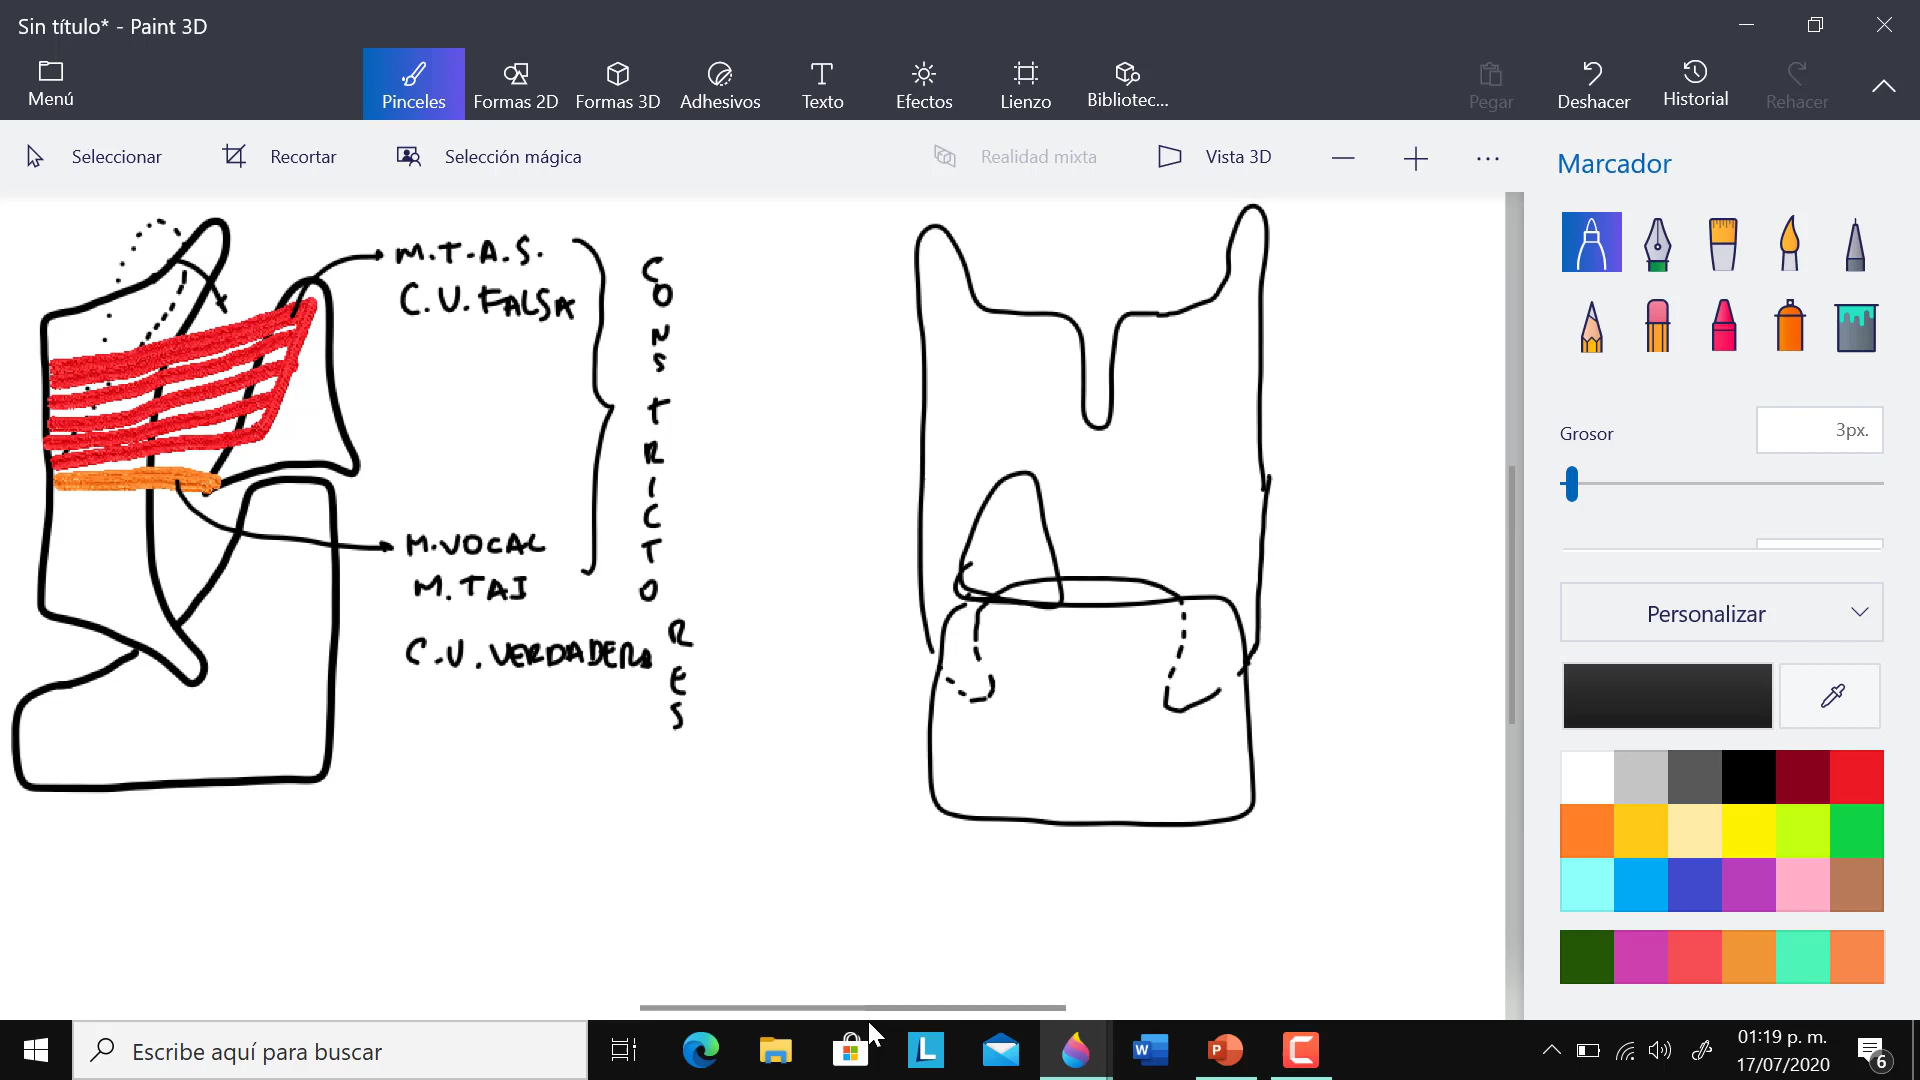 Sin título* - Paint 3D
Menú
Pinceles
Formas 2D
Formas 3D
Adhesivos
Texto
Efectos
Lienzo
Bibliotec...
Pegar
Deshacer
Historial
Rehacer
Seleccionar
Recortar
Selección mágica
Realidad mixta
Vista 3D
Marcador
Grosor
3px.
Personalizar
M.T.A.S.
C.U. FALSA
M. VOCAL
M. TAI
C.U. VERDADERA
CONSTRICTORES
Escribe aquí para buscar
01:19 p. m.
17/07/2020
6